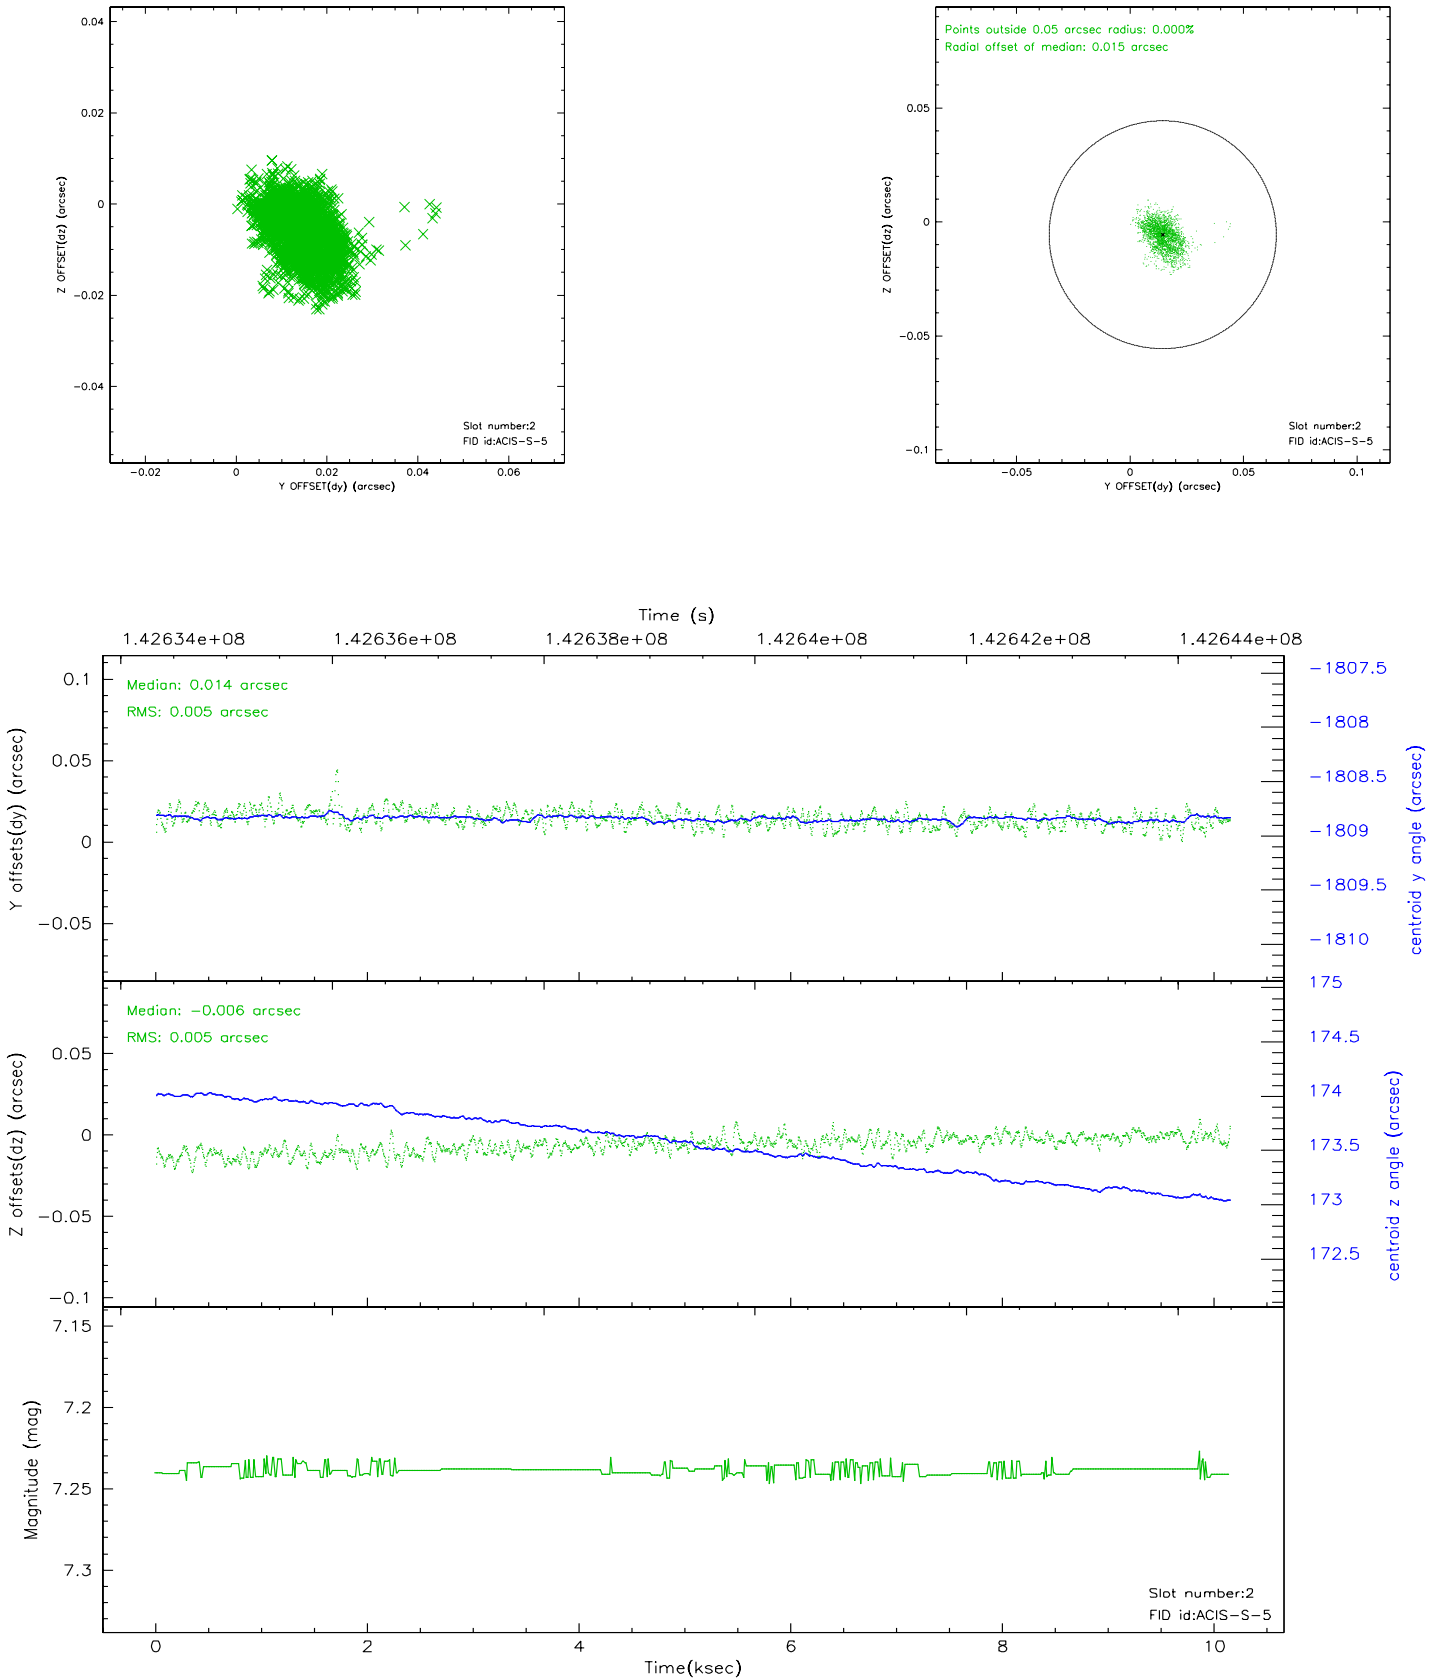 0.04
0.02
0
-0.02
-0.04
Z OFFSET(dz) (arcsec)
Slot number:2
FID id:ACIS-S-5
-0.02 0 0.02 0.04 0.06
Y OFFSET(dy) (arcsec)
Points outside 0.05 arcsec radius: 0.000%
Radial offset of median: 0.015 arcsec
0.05
0
-0.05
-0.1
Z OFFSET(dz) (arcsec)
Slot number:2
FID id:ACIS-S-5
-0.05 0 0.05 0.1
Y OFFSET(dy) (arcsec)
Time (s)
1.42634e+08 1.42636e+08 1.42638e+08 1.4264e+08 1.42642e+08 1.42644e+08
Median: 0.014 arcsec
RMS: 0.005 arcsec
0.1
0.05
0
-0.05
Y offsets(dy) (arcsec)
-1807.5
-1808
-1808.5
-1809
-1809.5
-1810
centroid y angle (arcsec)
Median: -0.006 arcsec
RMS: 0.005 arcsec
0.05
0
-0.05
-0.1
Z offsets(dz) (arcsec)
175
174.5
174
173.5
173
172.5
centroid z angle (arcsec)
7.15
7.2
7.25
7.3
Magnitude (mag)
Slot number:2
FID id:ACIS-S-5
0 2 4 6 8 10
Time(ksec)